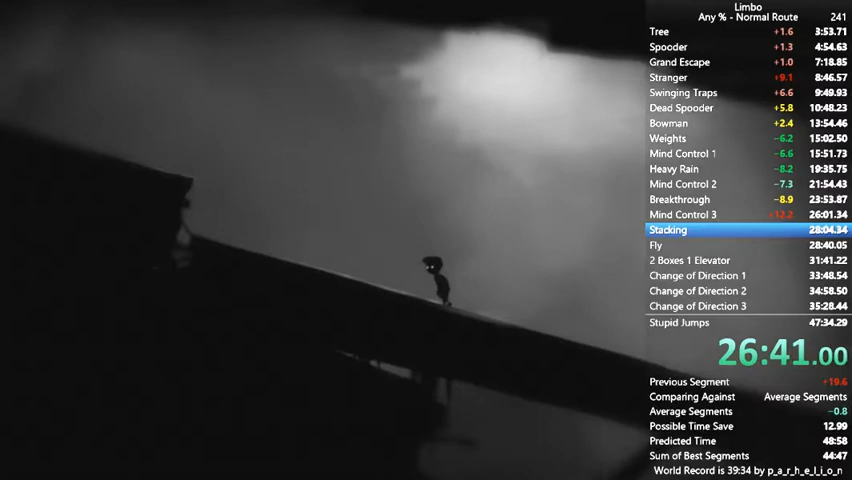 Limbo
Any % - Normal Route 241
Tree +1.6 3:53.71
Spooder +1.3 4:54.63
Grand Escape +1.0 7:18.85
Stranger +9.1 8:46.57
Swinging Traps +6.6 9:49.93
Dead Spooder +5.8 10:48.23
Bowman +2.4 13:54.46
Weights -6.2 15:02.50
Mind Control 1 -6.6 15:51.73
Heavy Rain -8.2 19:35.75
Mind Control 2 -7.3 21:54.43
Breakthrough -8.9 23:53.87
Mind Control 3 +12.2 26:01.34
Stacking 28:04.34
Fly 28:40.05
2 Boxes 1 Elevator 31:41.22
Change of Direction 1 33:48.54
Change of Direction 2 34:58.50
Change of Direction 3 35:28.44
Stupid Jumps 47:34.29
26:41.00
Previous Segment +19.6
Comparing Against Average Segments
Average Segments -0.8
Possible Time Save 12.99
Predicted Time 48:58
Sum of Best Segments 44:47
World Record is 39:34 by p_a_r_h_e_l_i_o_n